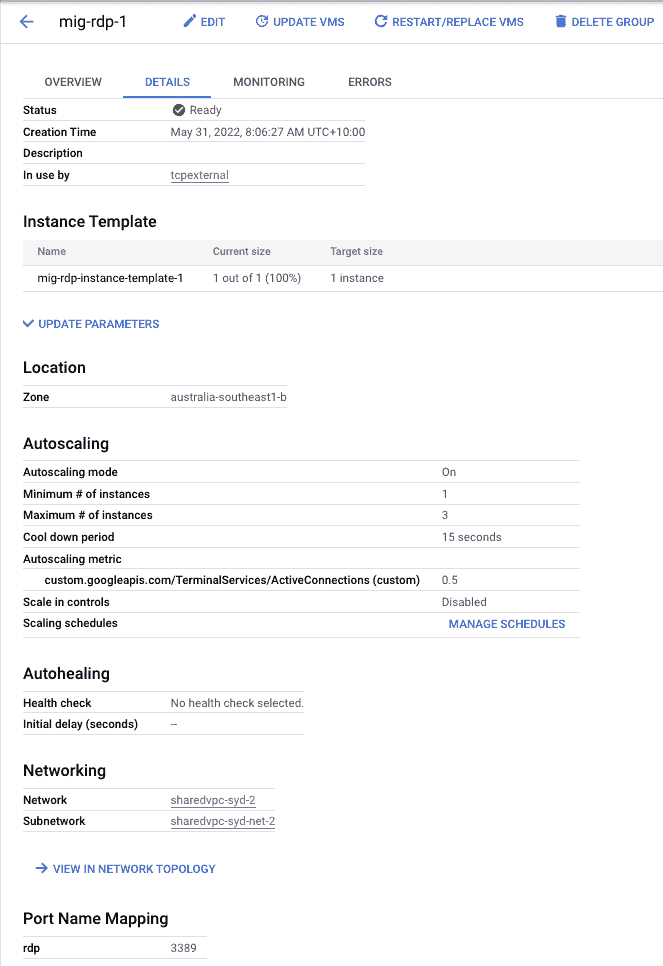 mig-rdp-1 EDIT UPDATE VMS RESTART/REPLACE VMS DELETE GROUP
OVERVIEW DETAILS MONITORING ERRORS
Status Ready
Creation Time May 31, 2022, 8:06:27 AM UTC+10:00
Description
In use by tcpexternal
Instance Template
Name Current size Target size
mig-rdp-instance-template-1 1 out of 1 (100%) 1 instance
UPDATE PARAMETERS
Location
Zone australia-southeast1-b
Autoscaling
Autoscaling mode On
Minimum # of instances 1
Maximum # of instances 3
Cool down period 15 seconds
Autoscaling metric
custom.googleapis.com/TerminalServices/ActiveConnections (custom) 0.5
Scale in controls Disabled
Scaling schedules MANAGE SCHEDULES
Autohealing
Health check No health check selected.
Initial delay (seconds) --
Networking
Network sharedvpc-syd-2
Subnetwork sharedvpc-syd-net-2
VIEW IN NETWORK TOPOLOGY
Port Name Mapping
rdp 3389